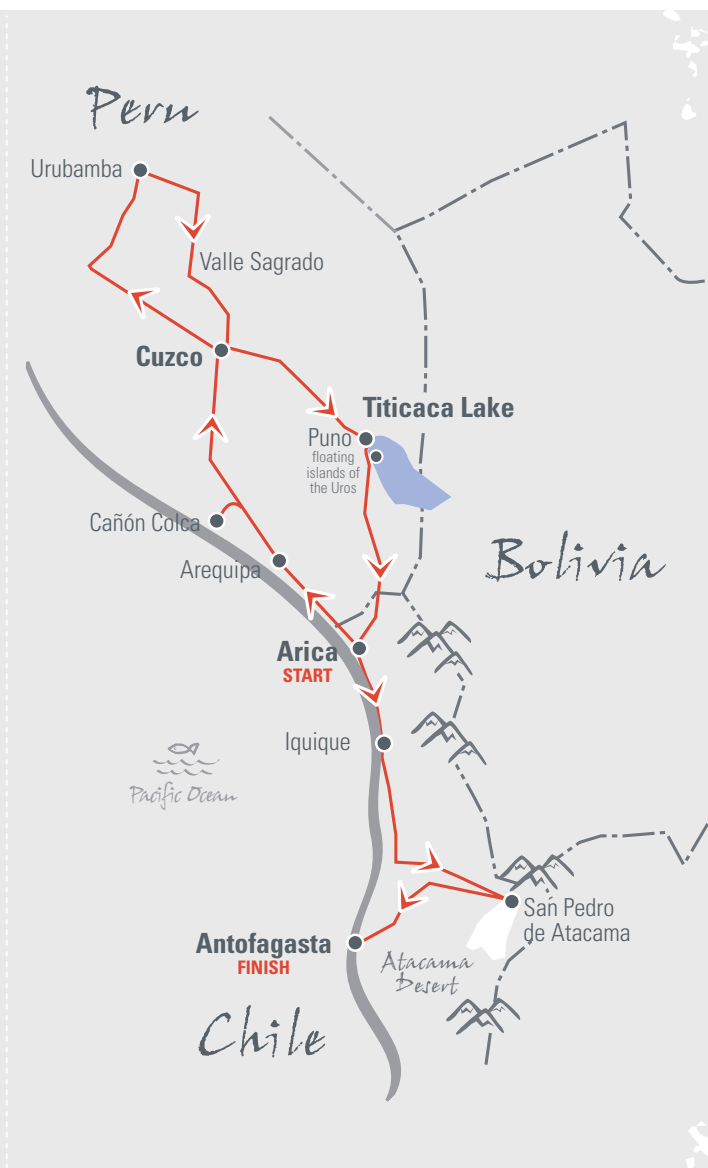 Peru
Urubamba
Valle Sagrado
Cuzco
Titicaca Lake
Puno
floating
islands of
the Uros
Cañón Colca
Arequipa
Bolivia
Arica
START
Iquique
Pacific Ocean
San Pedro
de Atacama
Antofagasta
FINISH
Atacama
Desert
Chile